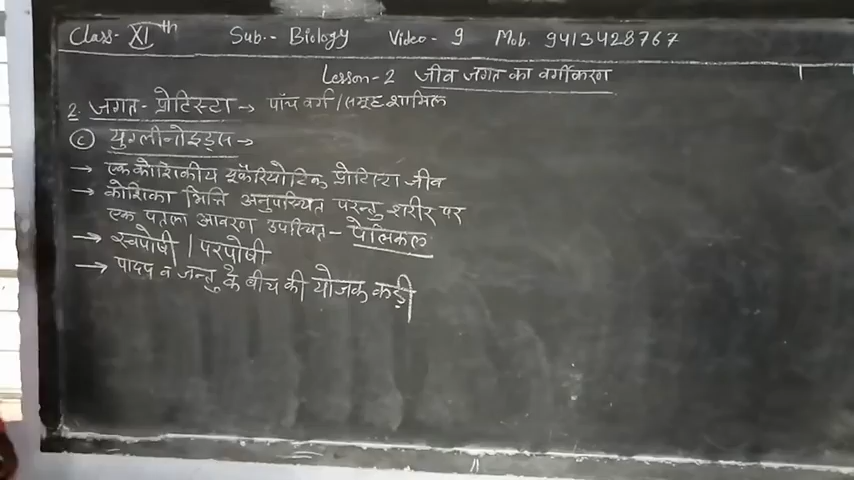 Class- XIth Sub.- Biology Video - 9 Mob. 9413428767
Lesson-2 जीव जगत का वर्गीकरण
2. जगत- प्रोटिस्टा → पाँच वर्ग / समूह शामिल
(c) युग्लीनोइड्स →
→ एककोशिकीय यूकेरियोटिक प्रोटिस्टा जीव
→ कोशिका भित्ति अनुपस्थित परन्तु शरीर पर
एक पतला आवरण उपस्थित - पेलिकल
→ स्वपोषी / परपोषी
→ पादप व जन्तु के बीच की योजक कड़ी